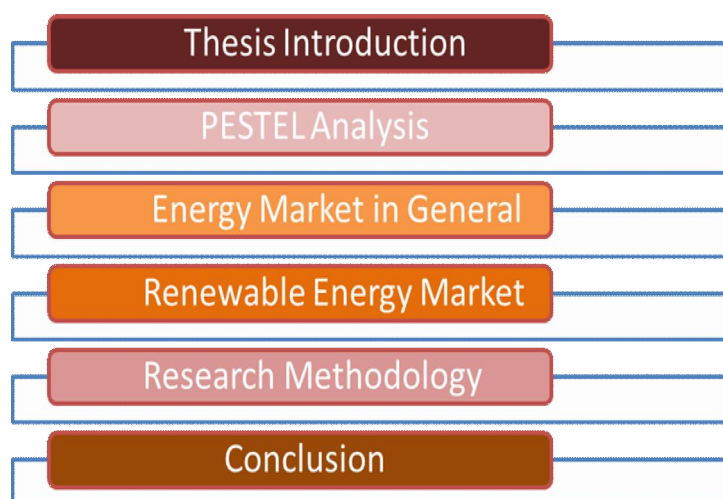 Thesis Introduction
PESTEL Analysis
Energy Market in General
Renewable Energy Market
Research Methodology
Conclusion